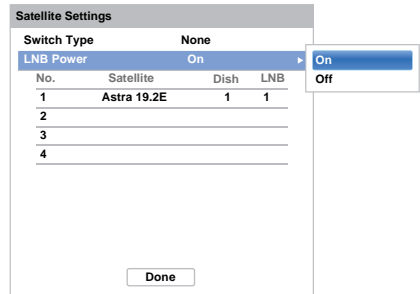 Satellite Settings
Switch Type None
LNB Power On
On
Off
No. Satellite Dish LNB
1 Astra 19.2E 1 1
2
3
4
Done